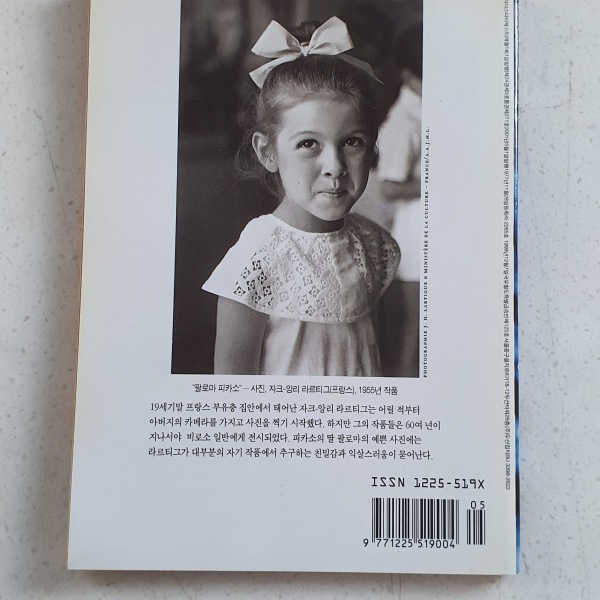 PHOTOGRAPHIE J. H. LARTIGUE © MINISTÈRE DE LA CULTURE – FRANCE/A.A.J.H.L.
"팔로마 피카소" – 사진, 자크-앙리 라르티그(프랑스), 1955년 작품
19세기말 프랑스 부유층 집안에서 태어난 자크-앙리 라르티그는 어릴 적부터
아버지의 카메라를 가지고 사진을 찍기 시작했다. 하지만 그의 작품들은 60여 년이
지나서야 비로소 일반에게 전시되었다. 피카소의 딸 팔로마의 예쁜 사진에는
라르티그가 대부분의 자기 작품에서 추구하는 친밀감과 익살스러움이 묻어난다.
ISSN 1225-519X
05
9 771225 519004